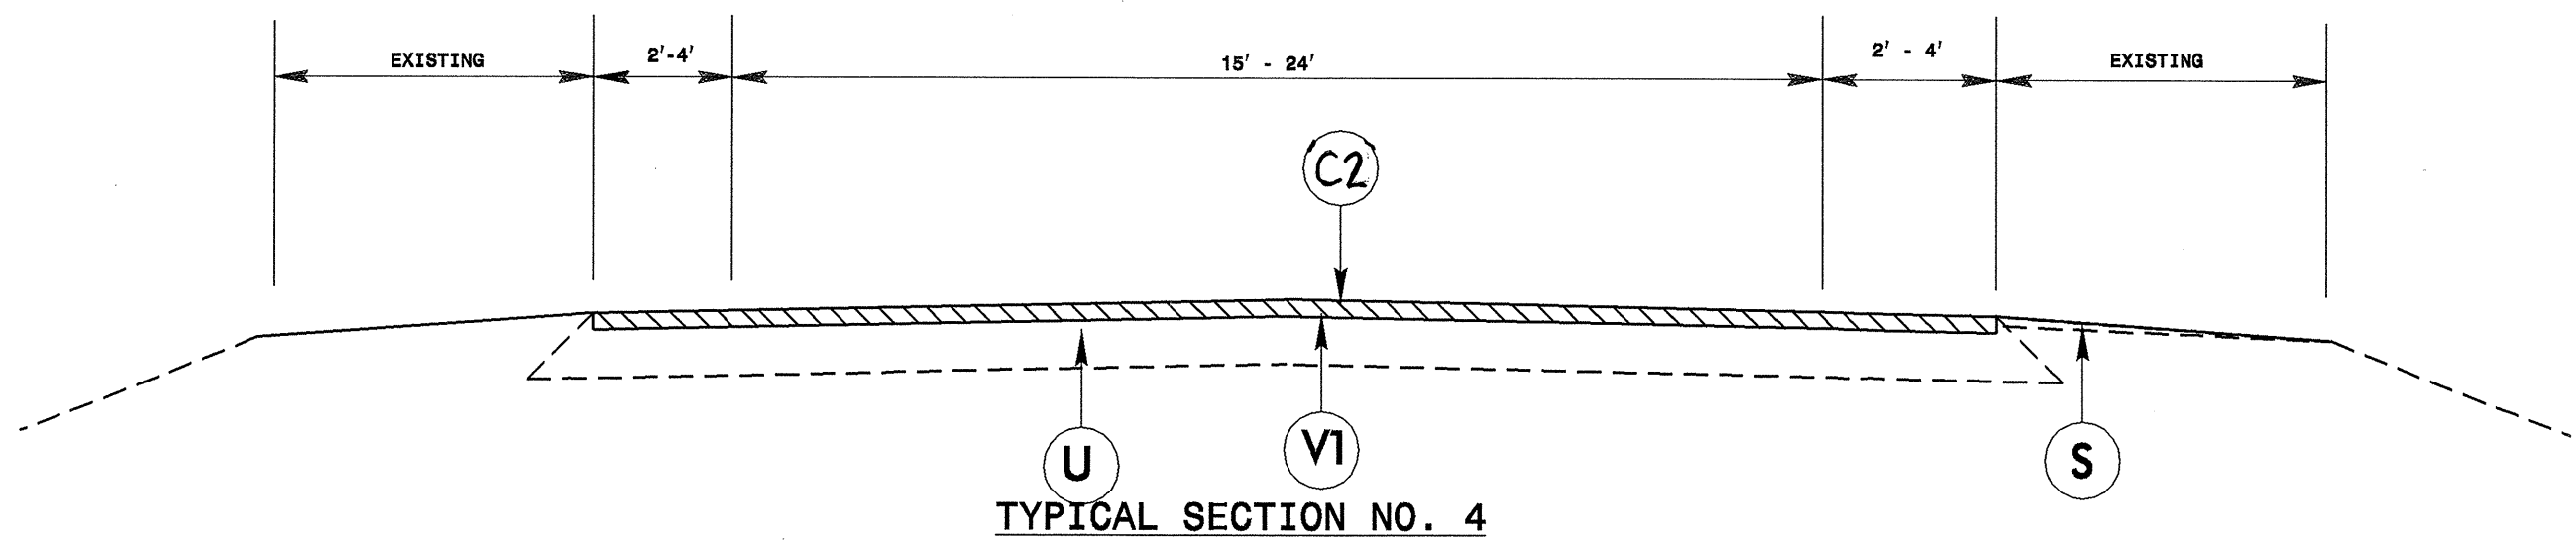 EXISTING
2'-4'
15' - 24'
2' - 4'
EXISTING
C2
U
V1
S
TYPICAL SECTION NO. 4